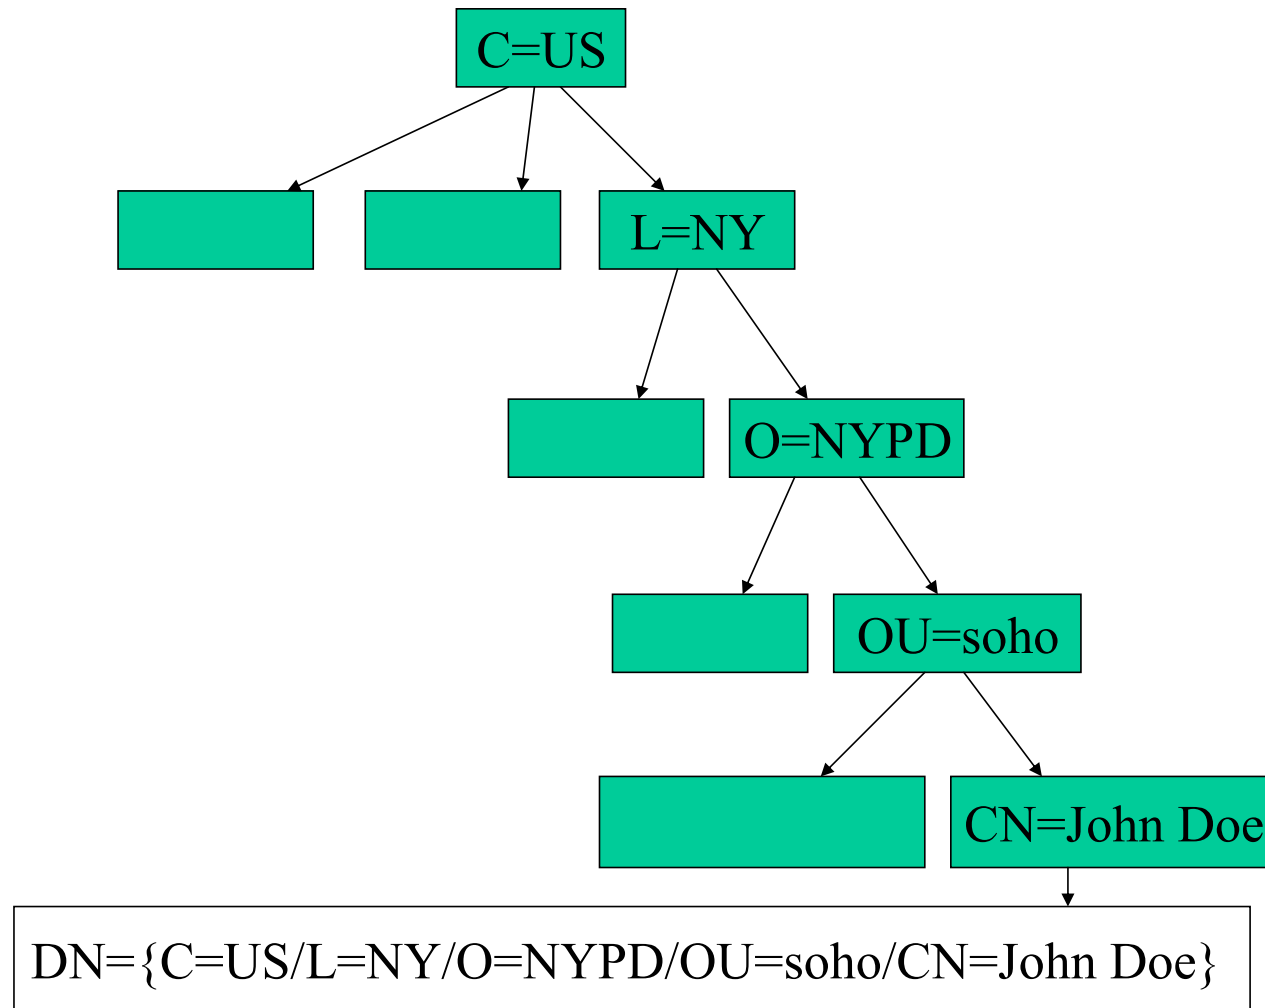 C=US
L=NY
O=NYPD
OU=soho
CN=John Doe
DN={C=US/L=NY/O=NYPD/OU=soho/CN=John Doe}